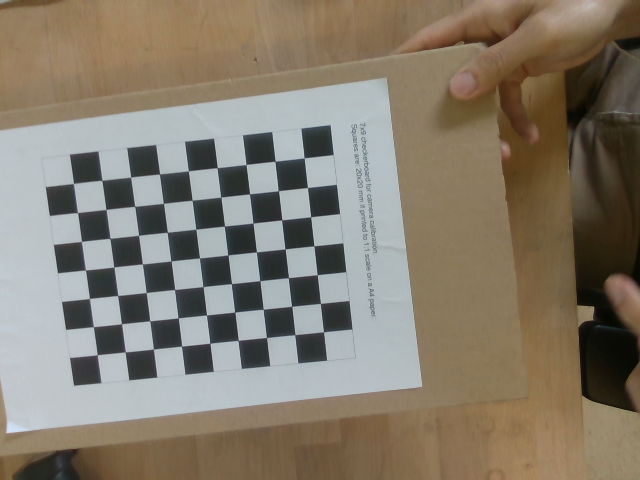 7x9 checkerboard for camera calibration.
Squares are: 20x20 mm if printed to 1:1 scale on a A4 paper.